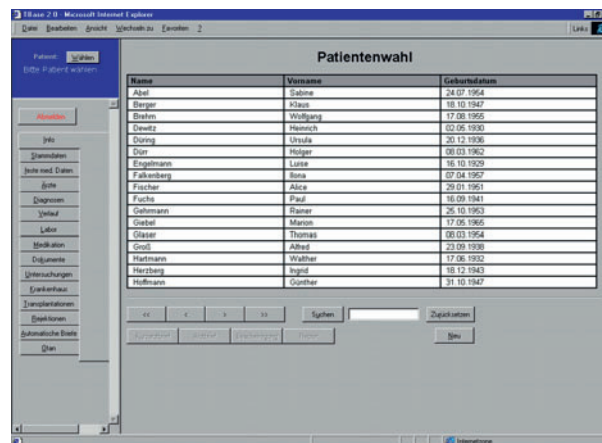 TBase 2.0 - Microsoft Internet Explorer
Datei Bearbeiten Ansicht Wechseln zu Favoriten ? Links
Patient: Wählen
Bitte Patient wählen
Patientenwahl
Name Vorname Geburtsdatum
Abel Sabine 24.07.1954
Berger Klaus 18.10.1947
Brehm Wolfgang 17.08.1955
Dewitz Heinrich 02.05.1930
Düring Ursula 20.12.1936
Dürr Holger 08.03.1962
Engelmann Luise 16.10.1929
Falkenberg Ilona 07.04.1957
Fischer Alice 29.01.1951
Fuchs Paul 16.09.1941
Gehrmann Rainer 25.10.1953
Giebel Marion 17.05.1965
Glaser Thomas 08.03.1954
Groß Alfred 23.09.1938
Hartmann Walther 17.06.1932
Herzberg Ingrid 18.12.1943
Hoffmann Günther 31.10.1947
Abmelden
Info
Stammdaten
feste med. Daten
Ärzte
Diagnosen
Verlauf
Labor
Medikation
Dokumente
Untersuchungen
Krankenhaus
Transplantationen
Rejektionen
Automatische Briefe
<< < > >> Suchen Zurücksetzen
Neu
Internetzone